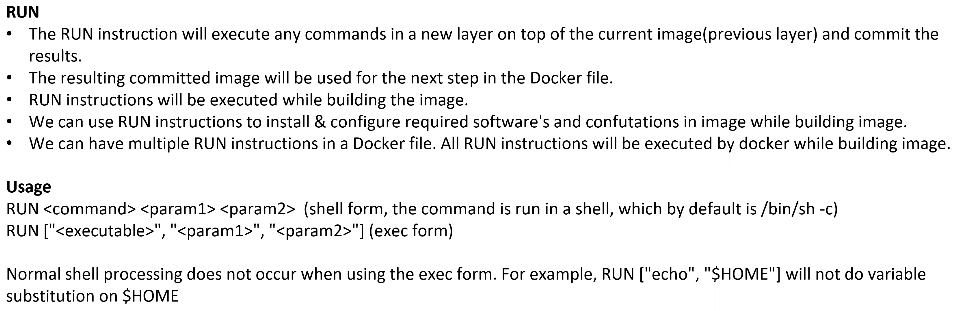 RUN
• The RUN instruction will execute any commands in a new layer on top of the current image(previous layer) and commit the
results.
• The resulting committed image will be used for the next step in the Docker file.
• RUN instructions will be executed while building the image.
• We can use RUN instructions to install & configure required software's and confutations in image while building image.
• We can have multiple RUN instructions in a Docker file. All RUN instructions will be executed by docker while building image.
Usage
RUN <command> <param1> <param2> (shell form, the command is run in a shell, which by default is /bin/sh -c)
RUN ["<executable>", "<param1>", "<param2>"] (exec form)
Normal shell processing does not occur when using the exec form. For example, RUN ["echo", "$HOME"] will not do variable
substitution on $HOME